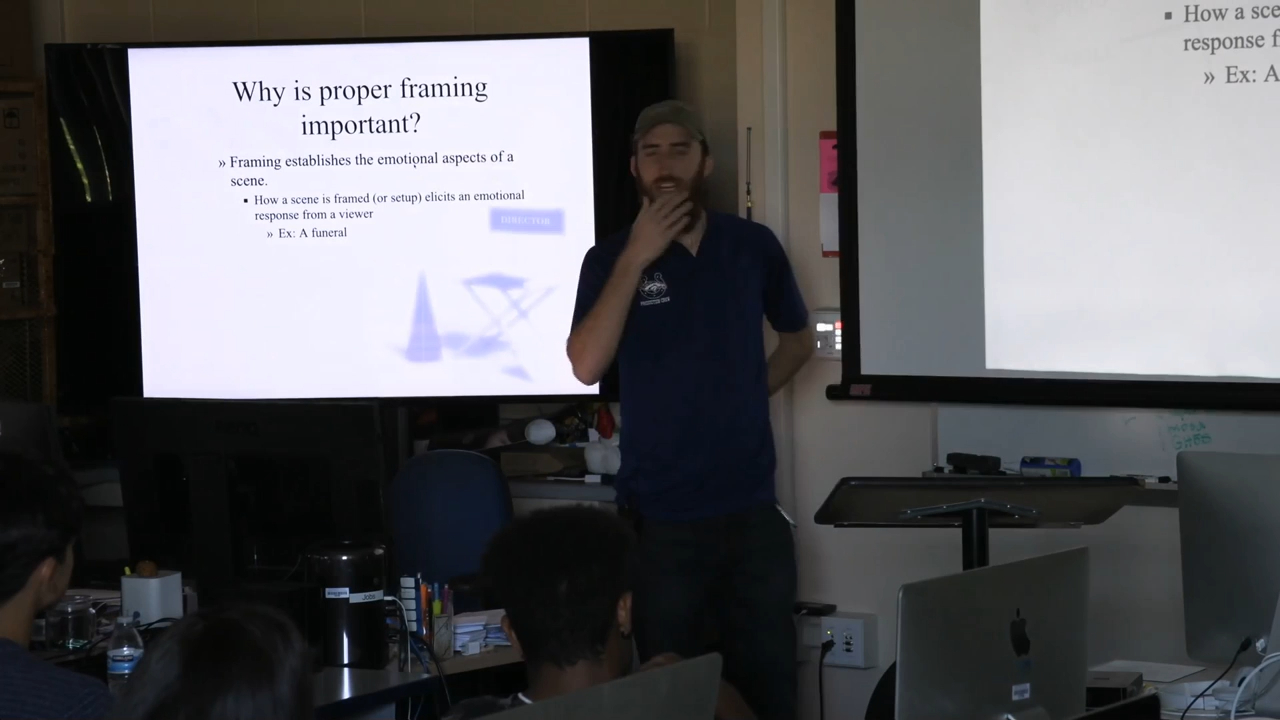 Why is proper framing
important?
» Framing establishes the emotional aspects of a
scene.
▪ How a scene is framed (or setup) elicits an emotional
response from a viewer
» Ex: A funeral
DIRECTOR
▪ How a sce
response f
» Ex: A